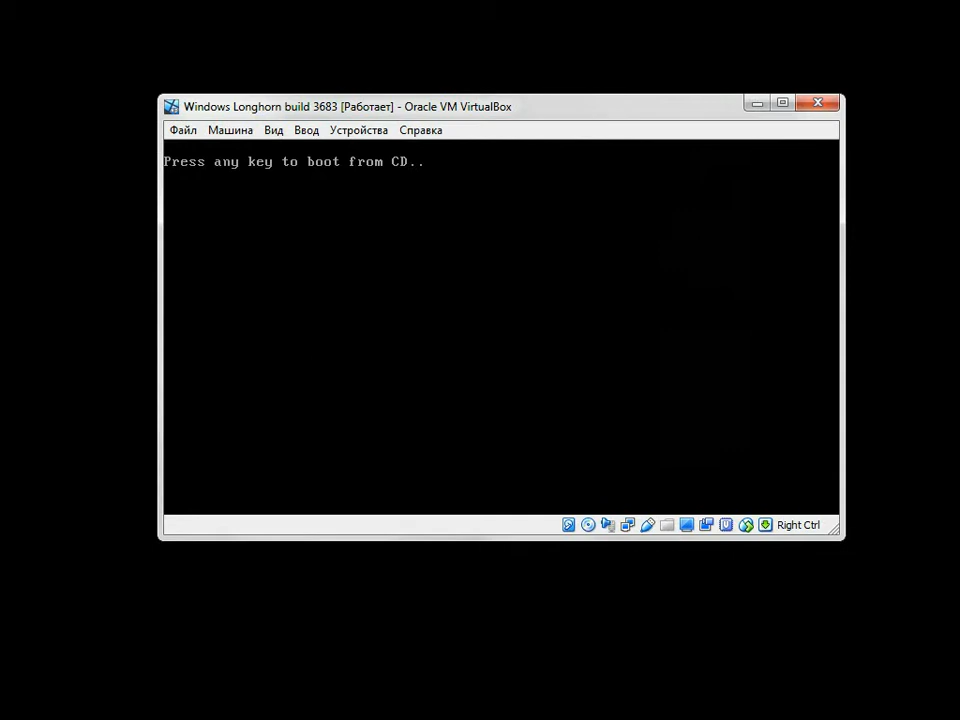 Windows Longhorn build 3683 [Работает] - Oracle VM VirtualBox
Файл Машина Вид Ввод Устройства Справка
Press any key to boot from CD..
Right Ctrl